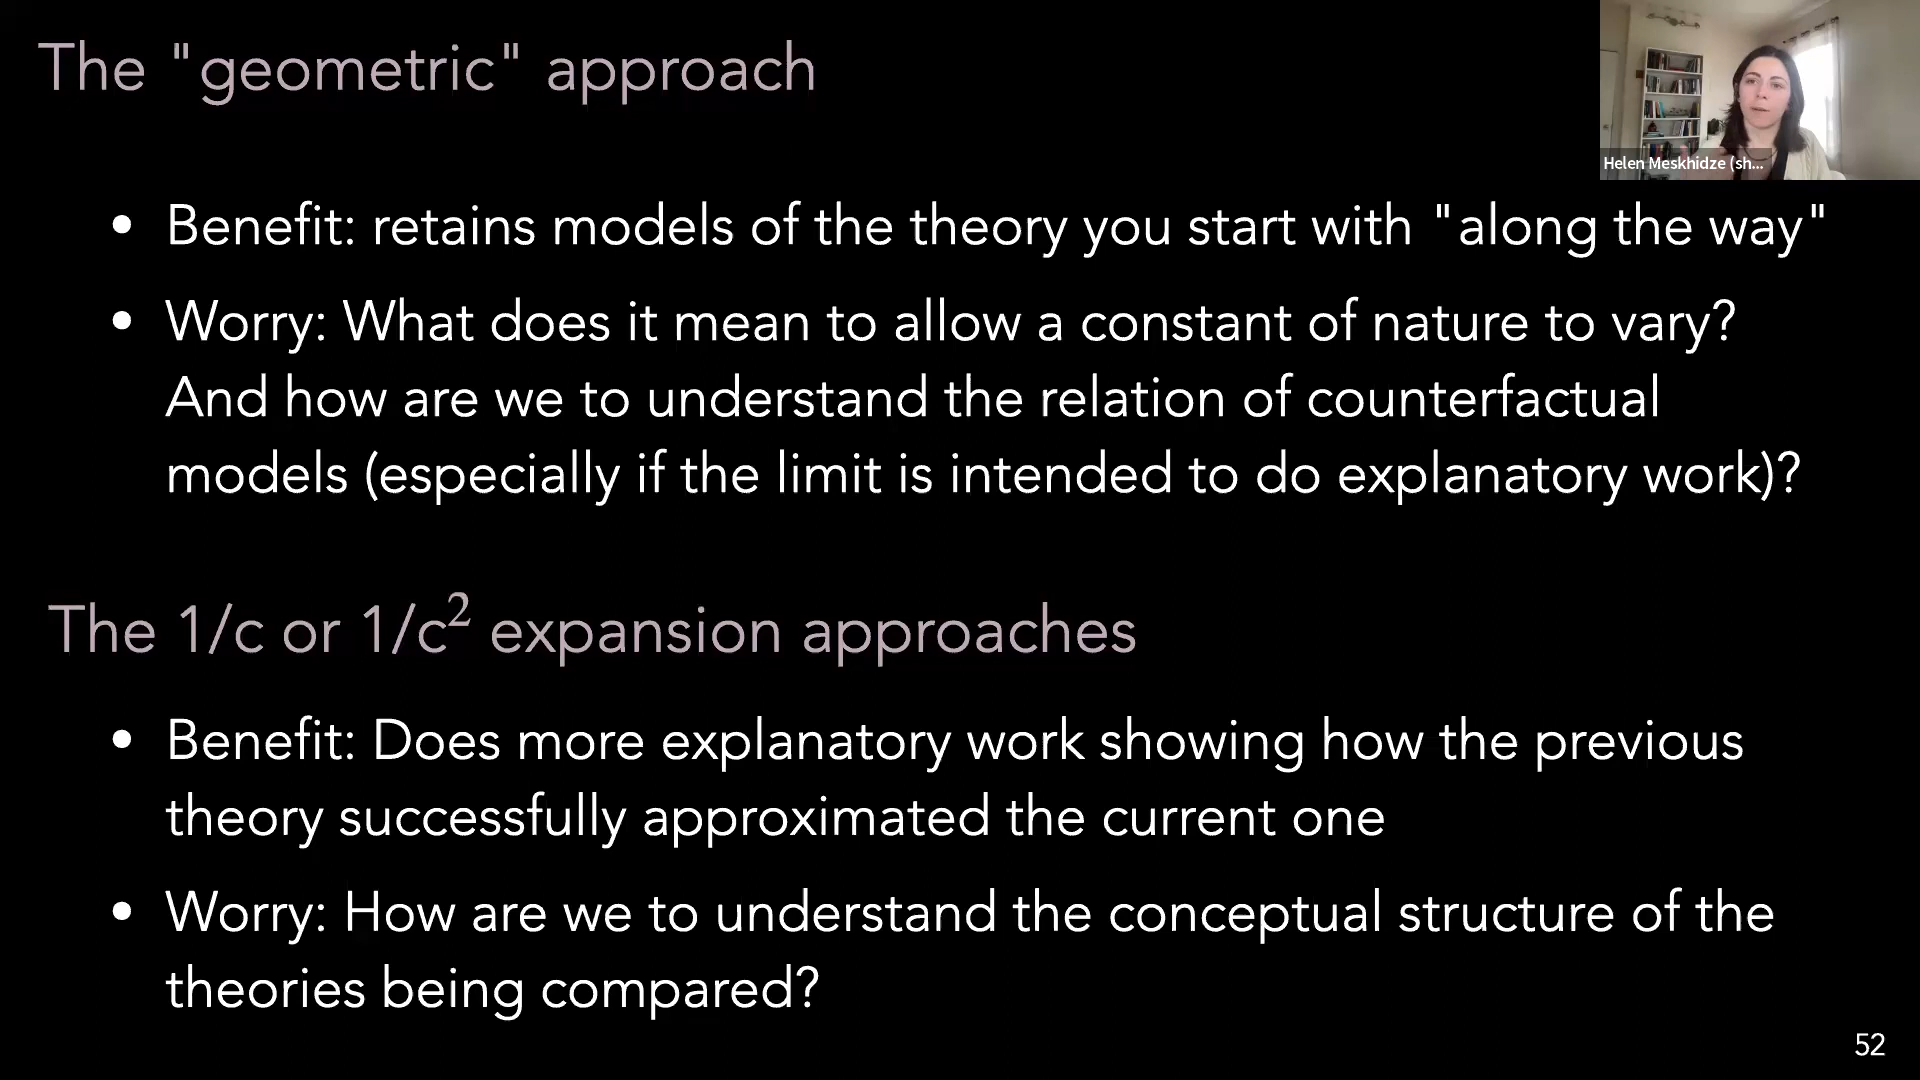 The "geometric" approach
Helen Meskhidze (sh...
• Benefit: retains models of the theory you start with "along the way"
• Worry: What does it mean to allow a constant of nature to vary?
And how are we to understand the relation of counterfactual
models (especially if the limit is intended to do explanatory work)?
The 1/c or 1/c² expansion approaches
• Benefit: Does more explanatory work showing how the previous
theory successfully approximated the current one
• Worry: How are we to understand the conceptual structure of the
theories being compared?
52